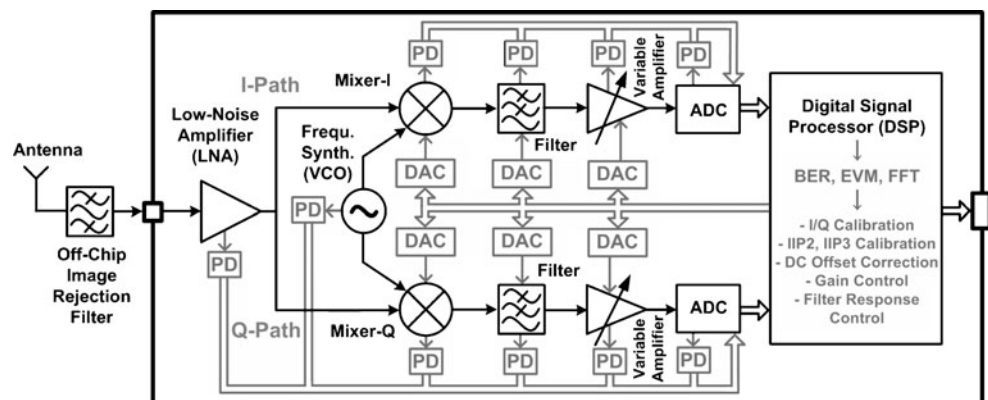 PD
PD
PD
PD
Mixer-I
Variable
Amplifier
I-Path
Low-Noise
Amplifier
(LNA)
ADC
Digital Signal
Processor (DSP)
Frequ.
Synth.
(VCO)
Filter
Antenna
DAC
DAC
DAC
BER, EVM, FFT
PD
- I/Q Calibration
- IIP2, IIP3 Calibration
- DC Offset Correction
- Gain Control
- Filter Response
Control
DAC
DAC
DAC
Off-Chip
Image
Rejection
Filter
PD
Filter
Q-Path
Mixer-Q
ADC
Variable
Amplifier
PD
PD
PD
PD